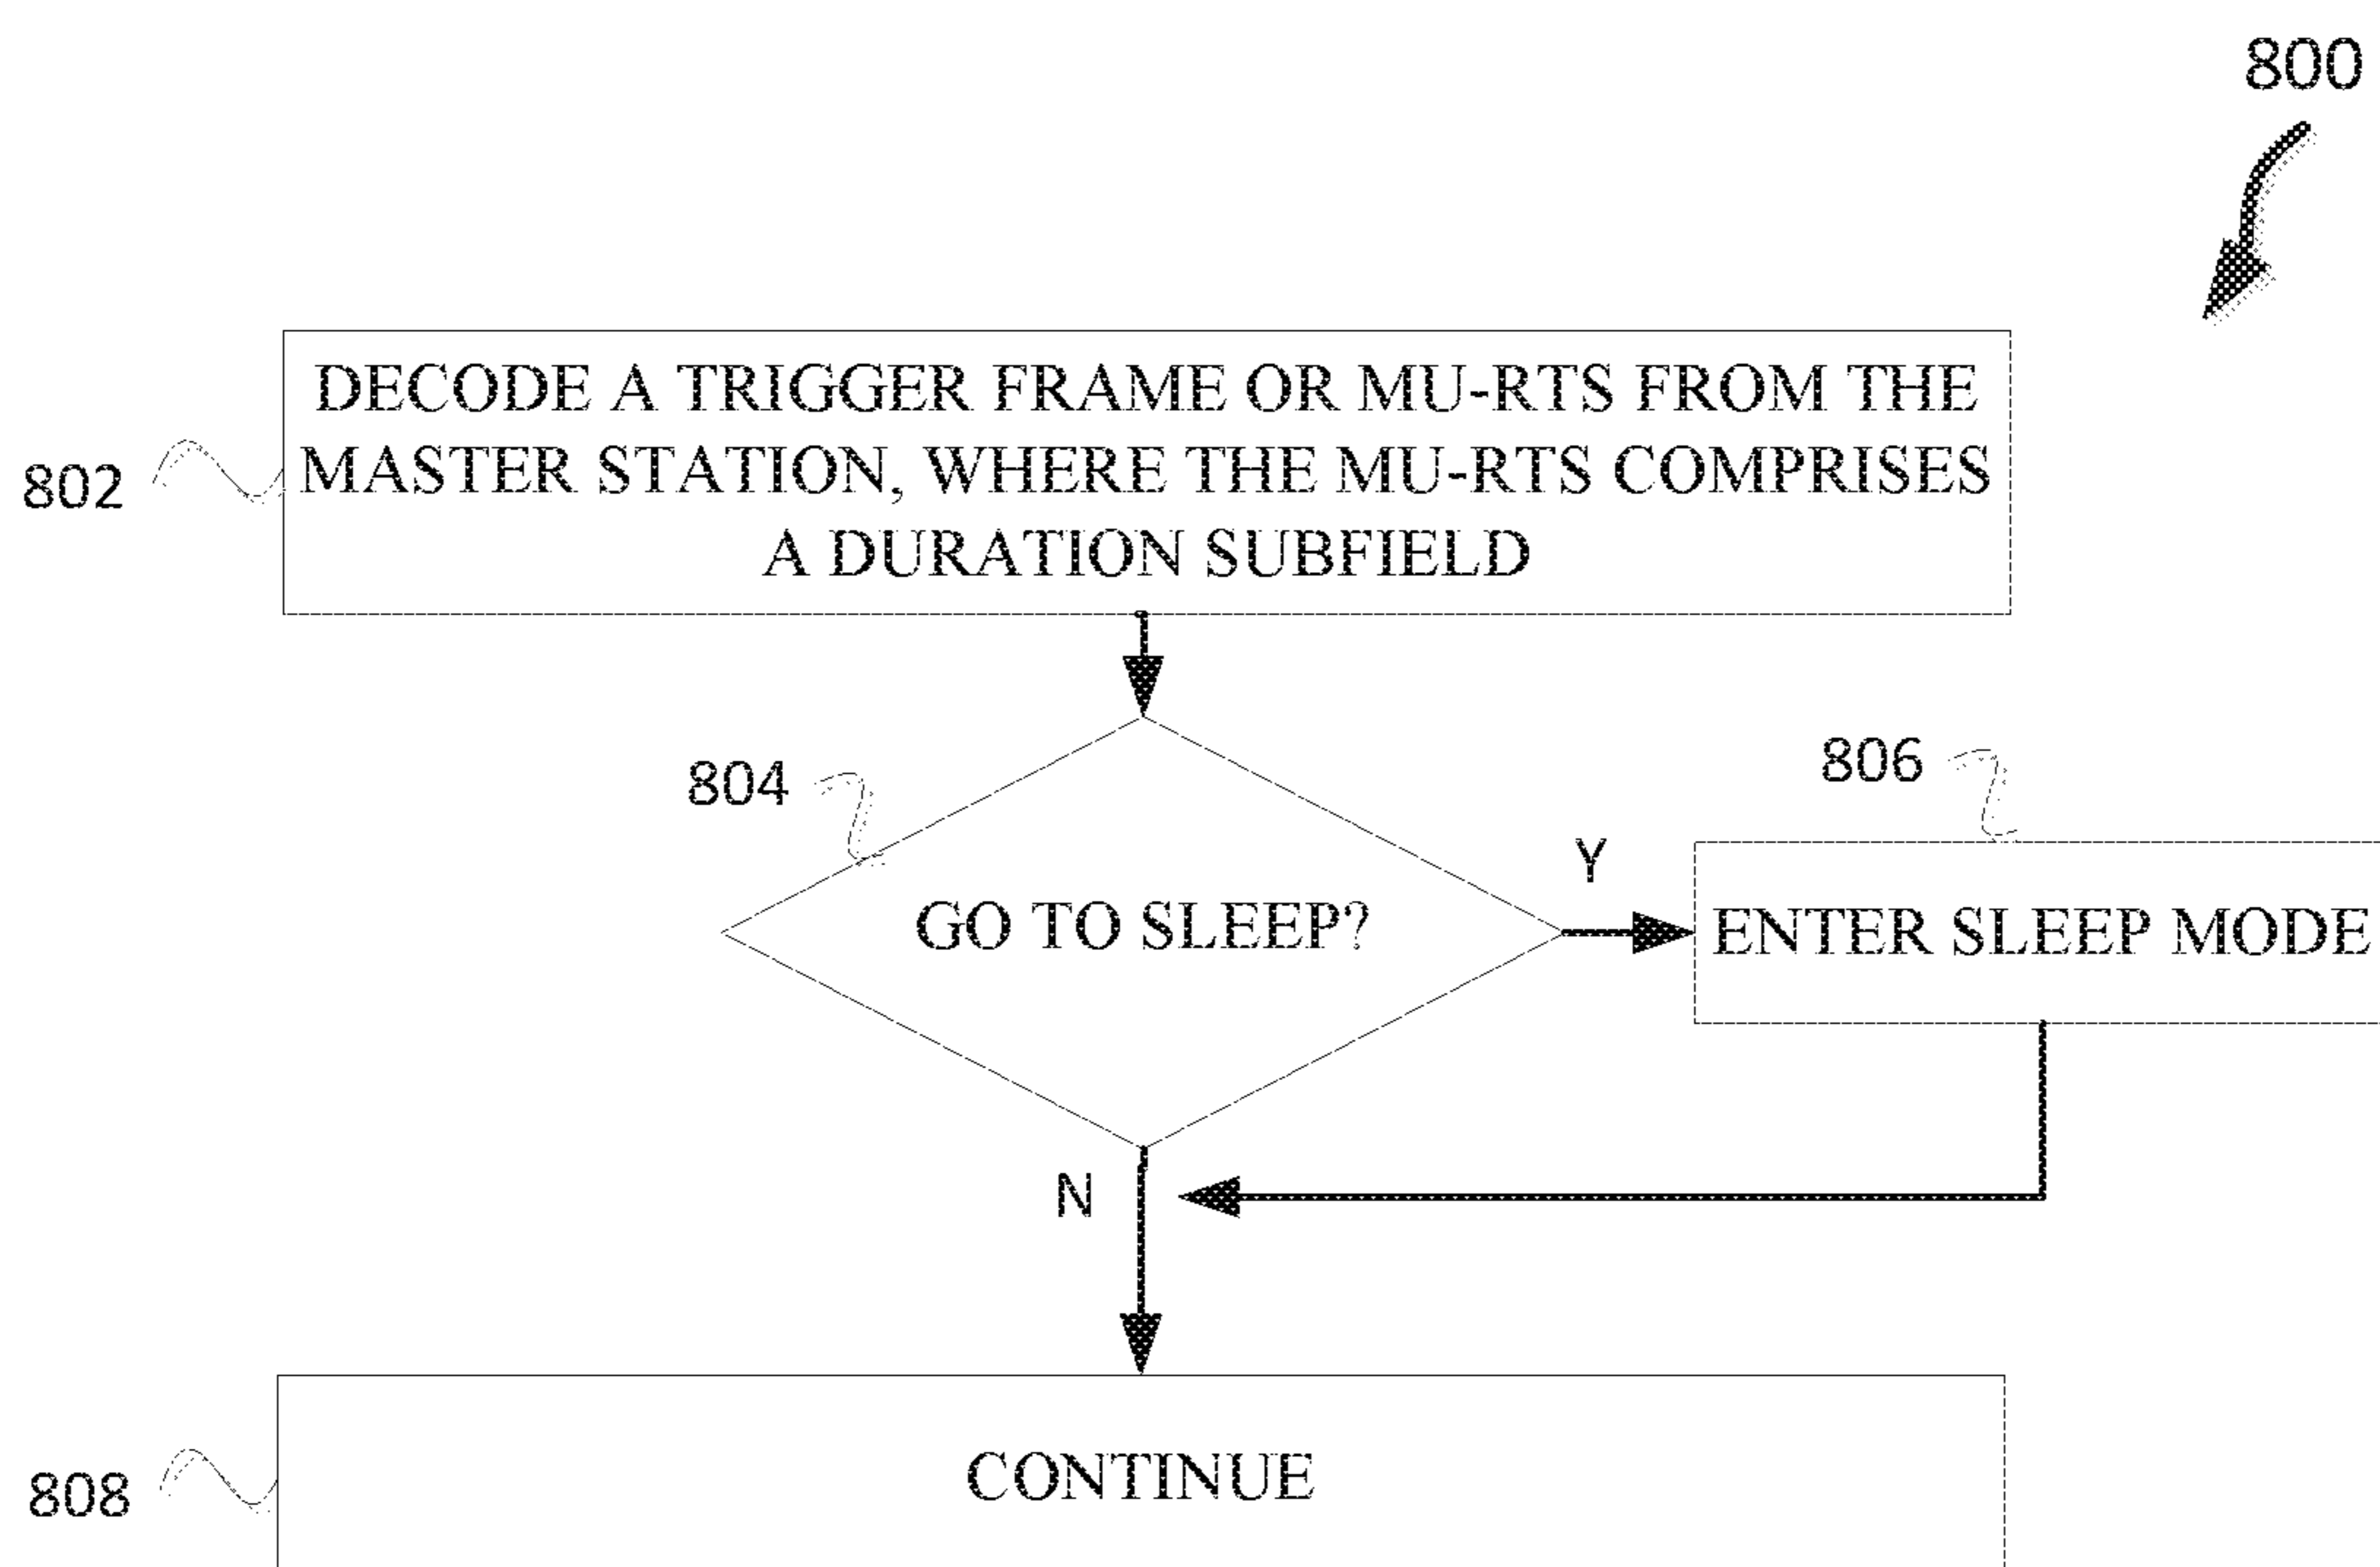 800
DECODE A TRIGGER FRAME OR MU-RTS FROM THE
802
MASTER STATION, WHERE THE MU-RTS COMPRISES
A DURATION SUBFIELD
804
806
Y
GO TO SLEEP?
ENTER SLEEP MODE
N
808
CONTINUE